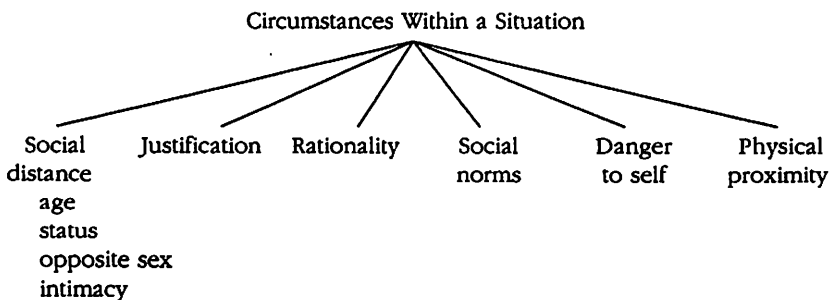 Circumstances Within a Situation
Social distance
age
status
opposite sex
intimacy
Justification
Rationality
Social norms
Danger to self
Physical proximity